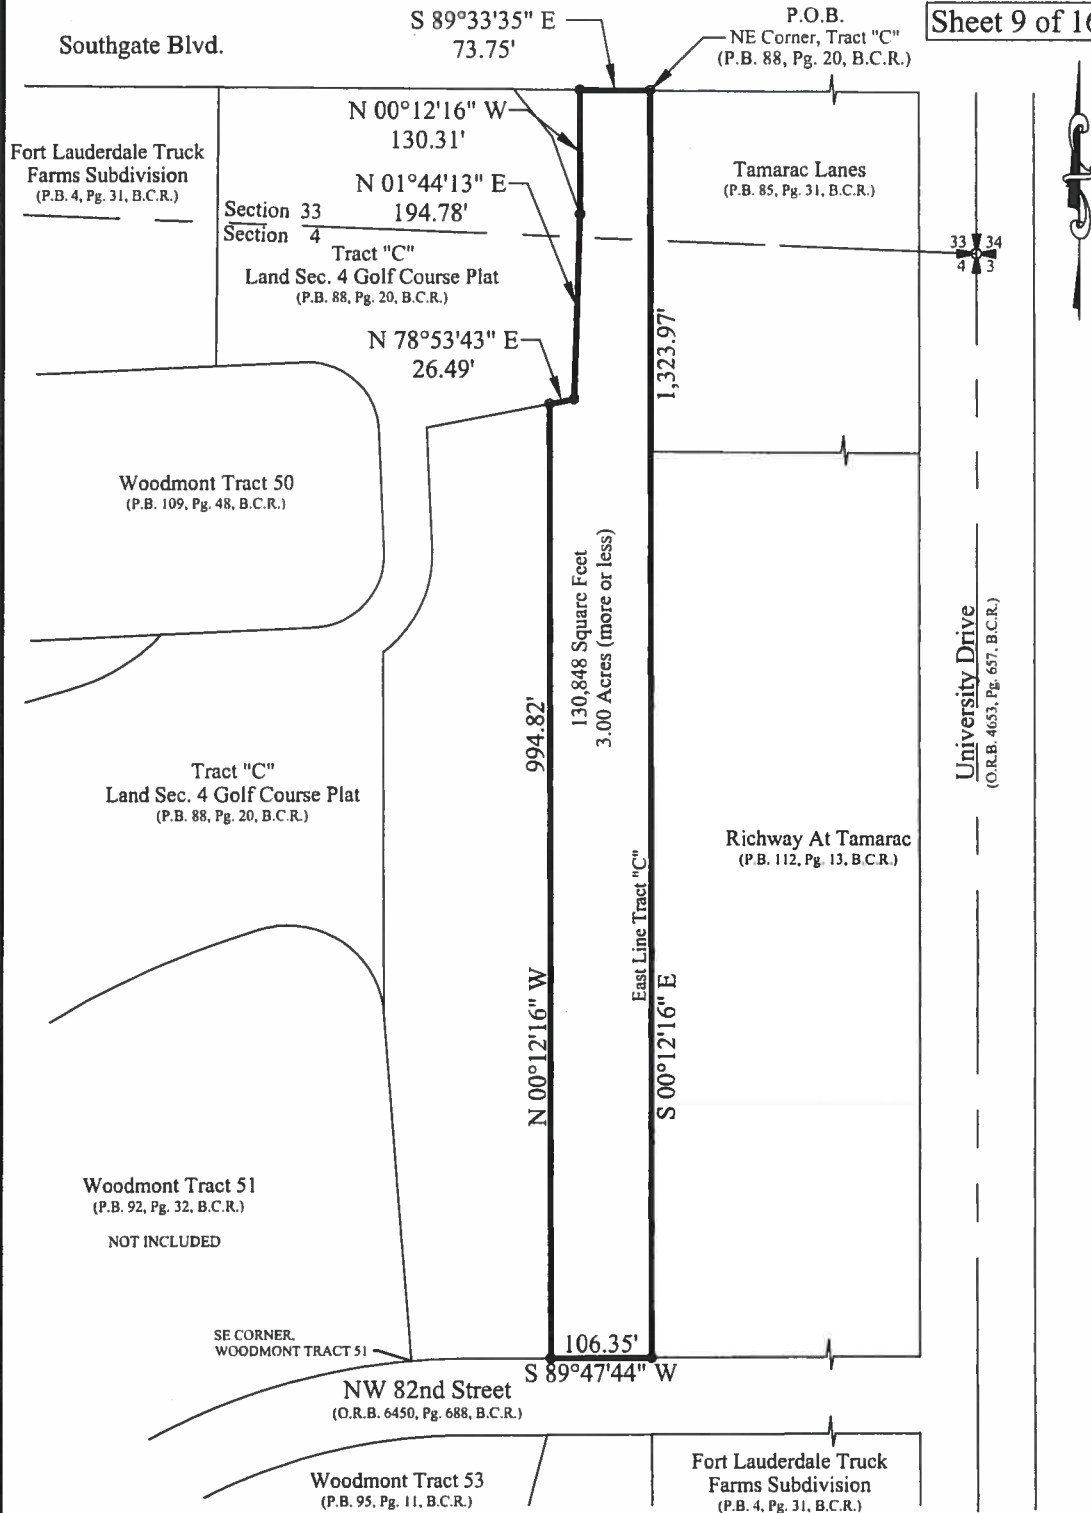 Sheet 9 of 16
Southgate Blvd.
S 89°33'35" E
73.75'
P.O.B.
NE Corner, Tract "C"
(P.B. 88, Pg. 20, B.C.R.)
N 00°12'16" W
130.31'
Fort Lauderdale Truck
Farms Subdivision
(P.B. 4, Pg. 31, B.C.R.)
N 01°44'13" E
194.78'
Tamarac Lanes
(P.B. 85, Pg. 31, B.C.R.)
Section 33
Section 4
Tract "C"
Land Sec. 4 Golf Course Plat
(P.B. 88, Pg. 20, B.C.R.)
33 34
4 3
N 78°53'43" E
26.49'
1,323.97'
Woodmont Tract 50
(P.B. 109, Pg. 48, B.C.R.)
130,848 Square Feet
3.00 Acres (more or less)
994.82'
University Drive
(O.R.B. 4653, Pg. 657, B.C.R.)
Tract "C"
Land Sec. 4 Golf Course Plat
(P.B. 88, Pg. 20, B.C.R.)
Richway At Tamarac
(P.B. 112, Pg. 13, B.C.R.)
East Line Tract "C"
N 00°12'16" W
S 00°12'16" E
Woodmont Tract 51
(P.B. 92, Pg. 32, B.C.R.)
NOT INCLUDED
SE CORNER,
WOODMONT TRACT 51
106.35'
S 89°47'44" W
NW 82nd Street
(O.R.B. 6450, Pg. 688, B.C.R.)
Woodmont Tract 53
(P.B. 95, Pg. 11, B.C.R.)
Fort Lauderdale Truck
Farms Subdivision
(P.B. 4, Pg. 31, B.C.R.)